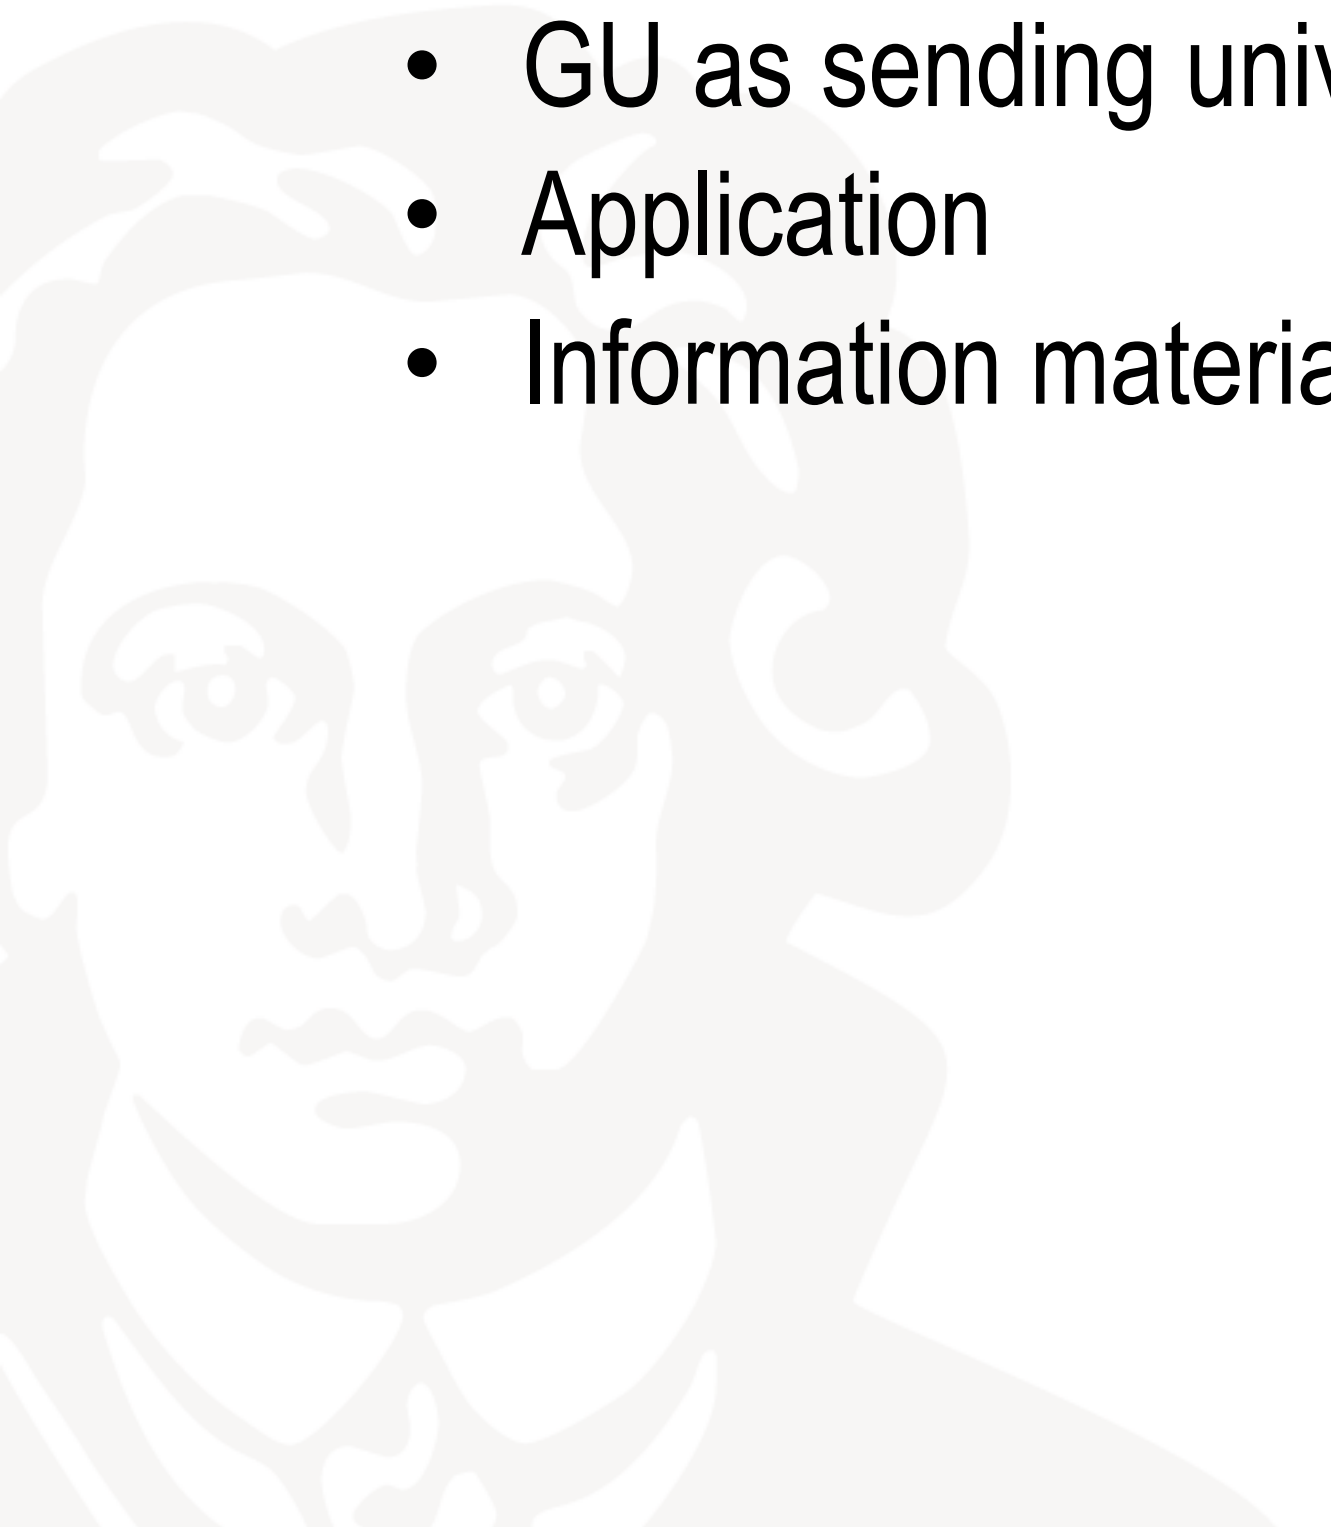 • GU as sending
• Application
• Information